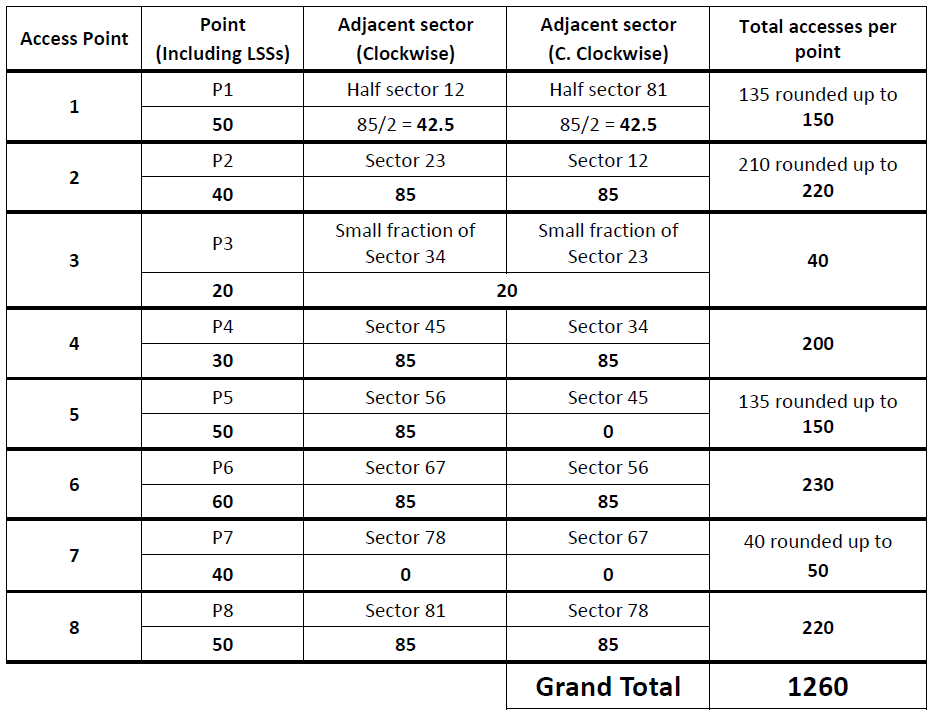 Access Point
Point
(Including LSSs)
Adjacent sector
(Clockwise)
Adjacent sector
(C. Clockwise)
Total accesses per
point
1
P1
Half sector 12
Half sector 81
135 rounded up to
150
50
85/2 = 42.5
85/2 = 42.5
2
P2
Sector 23
Sector 12
210 rounded up to
220
40
85
85
3
P3
Small fraction of
Sector 34
Small fraction of
Sector 23
40
20
20
4
P4
Sector 45
Sector 34
200
30
85
85
5
P5
Sector 56
Sector 45
135 rounded up to
150
50
85
0
6
P6
Sector 67
Sector 56
230
60
85
85
7
P7
Sector 78
Sector 67
40 rounded up to
50
40
0
0
8
P8
Sector 81
Sector 78
220
50
85
85
Grand Total
1260